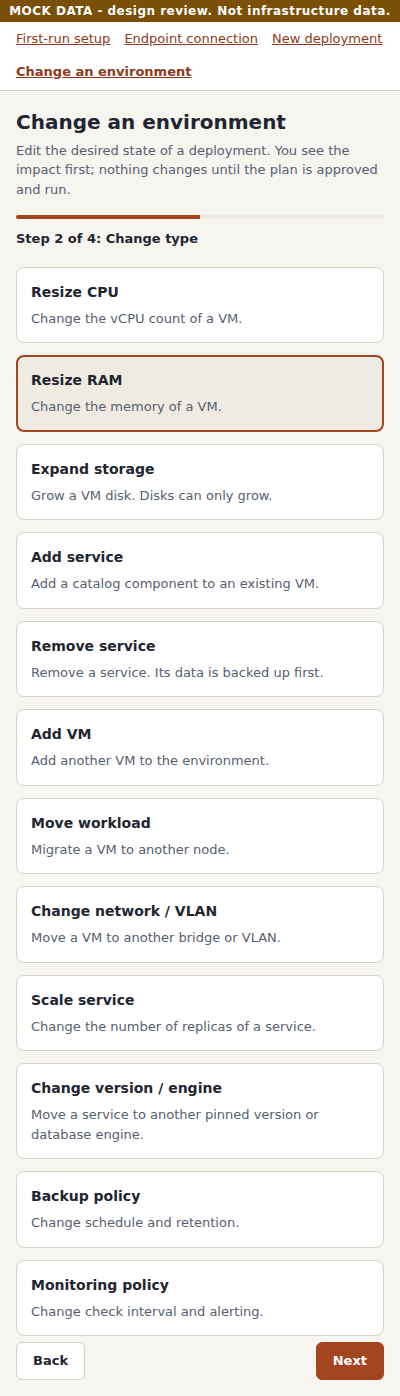 MOCK DATA - design review. Not infrastructure data.
First-run setup Endpoint connection New deployment
Change an environment
Change an environment
Edit the desired state of a deployment. You see the
impact first; nothing changes until the plan is approved
and run.
Step 2 of 4: Change type
Resize CPU
Change the vCPU count of a VM.
Resize RAM
Change the memory of a VM.
Expand storage
Grow a VM disk. Disks can only grow.
Add service
Add a catalog component to an existing VM.
Remove service
Remove a service. Its data is backed up first.
Add VM
Add another VM to the environment.
Move workload
Migrate a VM to another node.
Change network / VLAN
Move a VM to another bridge or VLAN.
Scale service
Change the number of replicas of a service.
Change version / engine
Move a service to another pinned version or
database engine.
Backup policy
Change schedule and retention.
Monitoring policy
Change check interval and alerting.
Back Next